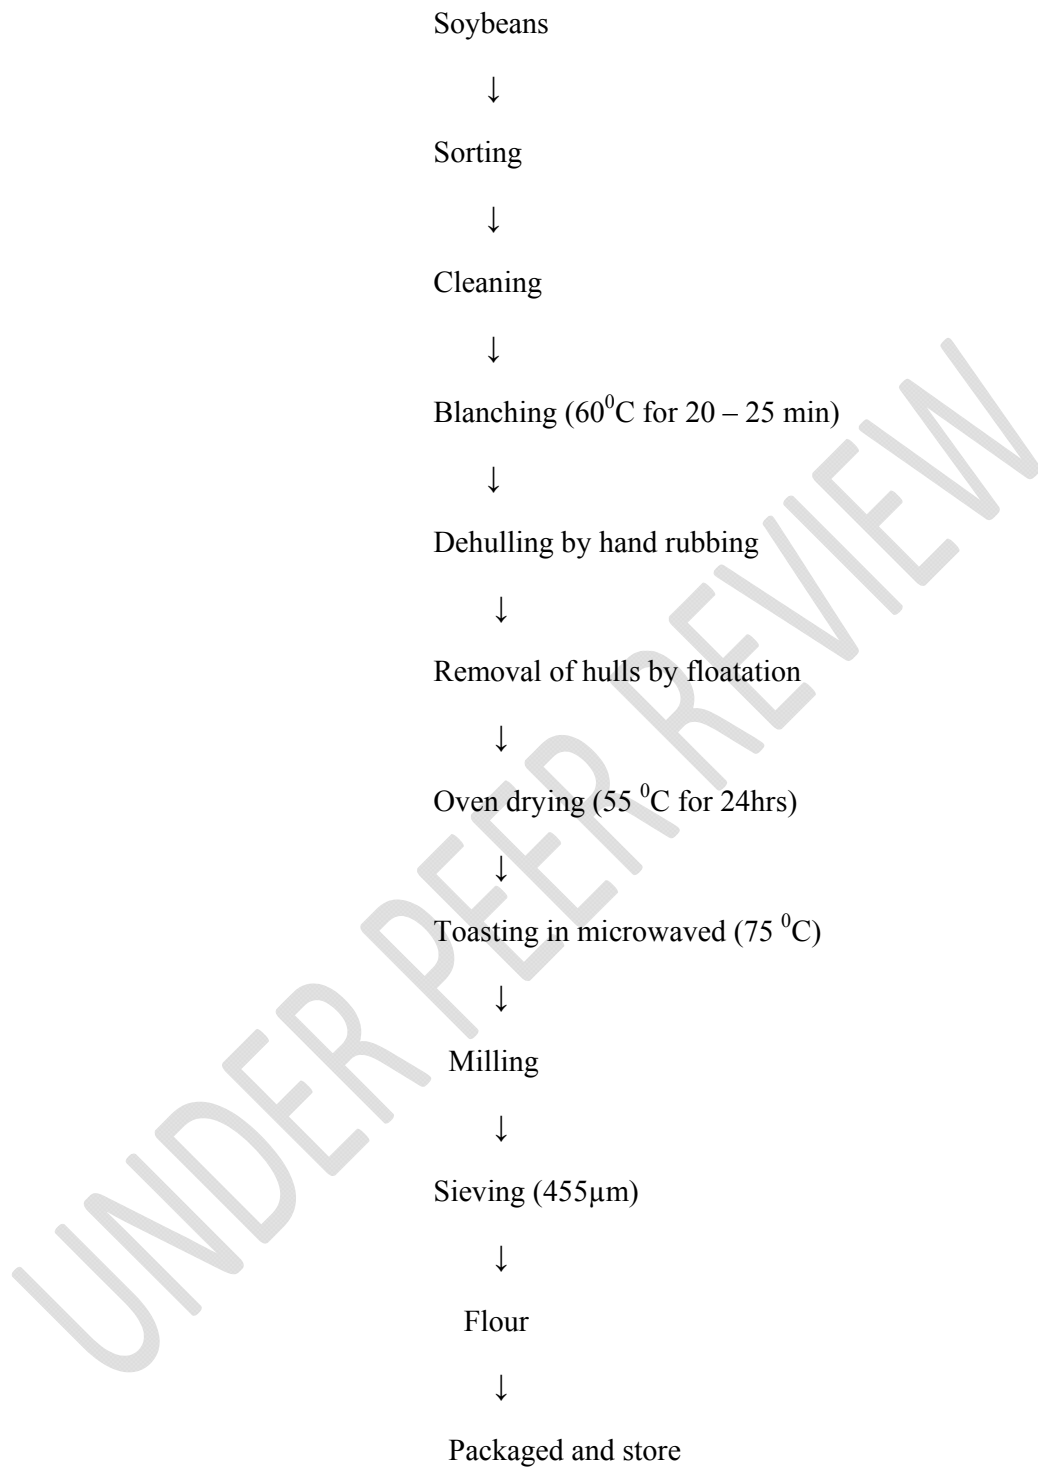 Soybeans
↓
Sorting
↓
Cleaning
↓
Blanching (60⁰C for 20 – 25 min)
↓
Dehulling by hand rubbing
↓
Removal of hulls by floatation
↓
Oven drying (55 ⁰C for 24hrs)
↓
Toasting in microwaved (75 ⁰C)
↓
Milling
↓
Sieving (455µm)
↓
Flour
↓
Packaged and store
UNDER PEER REVIEW